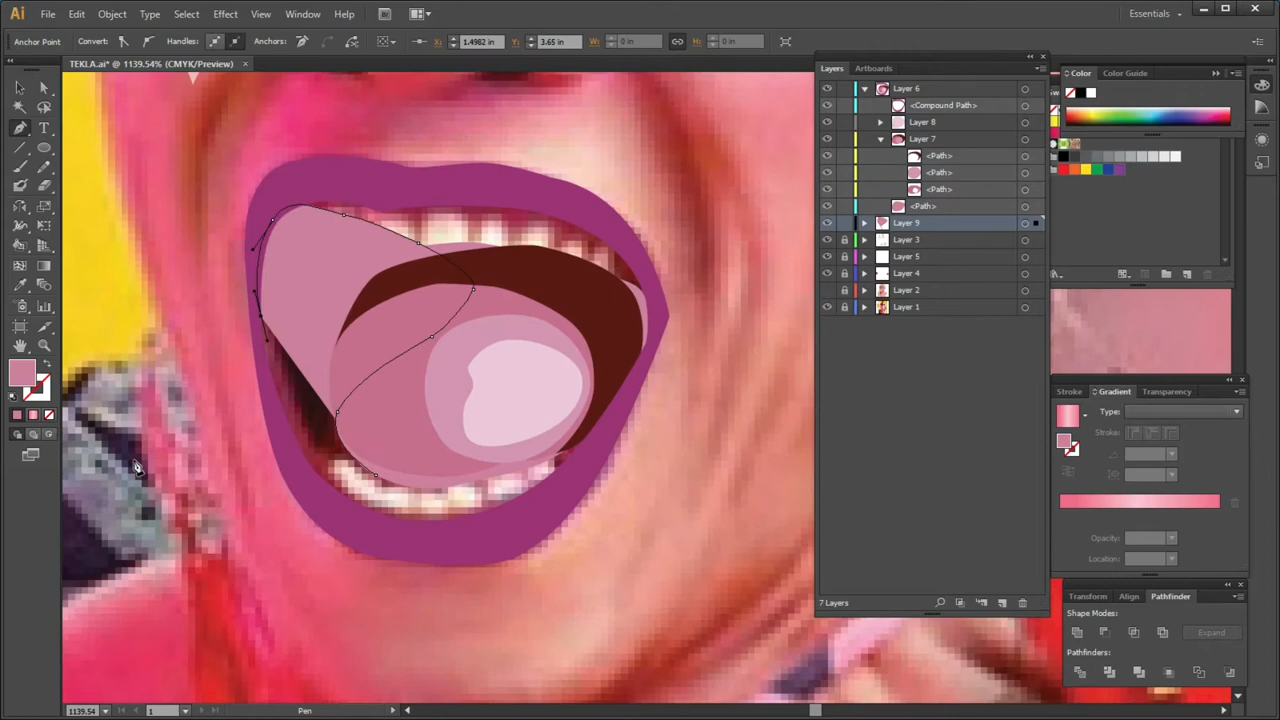 Ai File Edit Object Type Select Effect View Window Help Essentials
Anchor Point Convert: Handles: Anchors: X: 1.4982 in Y: 3.65 in W: 0 in H: 0 in
TEKLA.ai* @ 1139.54% (CMYK/Preview)
Layers Artboards
Layer 6
<Compound Path>
Layer 8
Layer 7
<Path>
<Path>
<Path>
<Path>
Layer 9
Layer 3
Layer 5
Layer 4
Layer 2
Layer 1
7 Layers
Color Color Guide
Stroke Gradient Transparency
Type:
Stroke:
Opacity:
Location:
Transform Align Pathfinder
Shape Modes:
Expand
Pathfinders:
1139.54 1 Pen